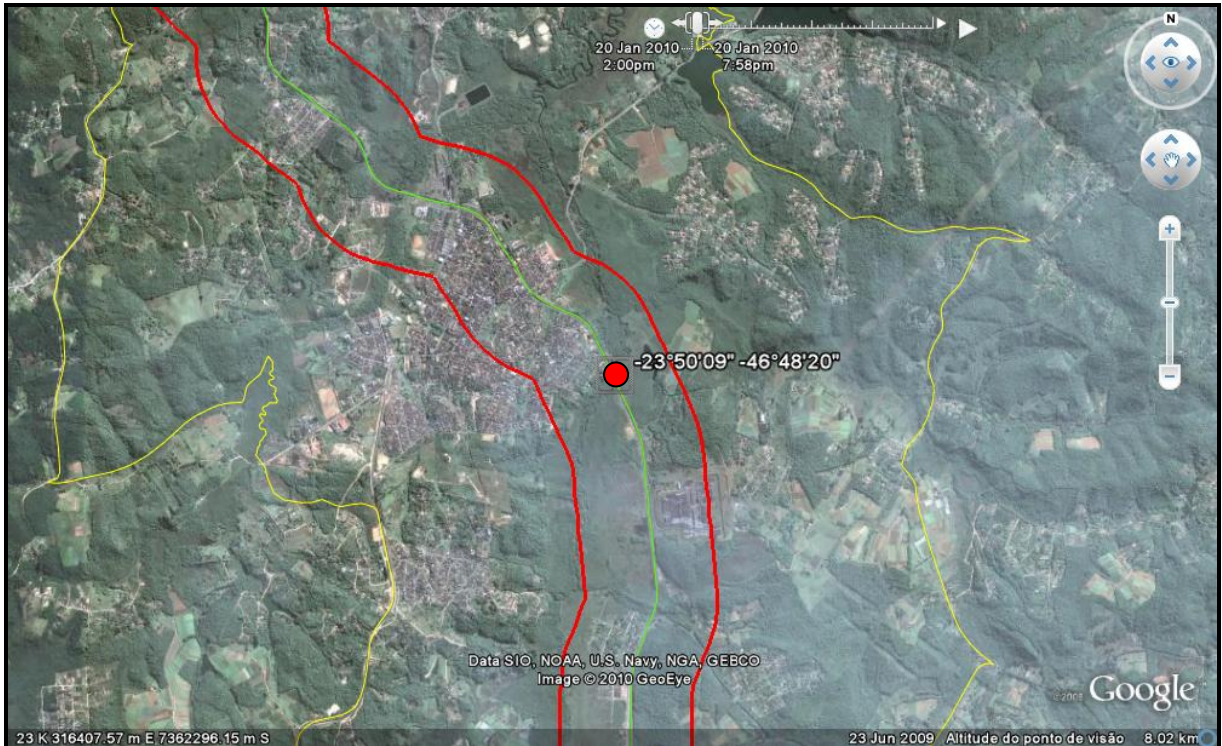 N
20 Jan 2010
20 Jan 2010
2:00pm
7:58pm
-23°50'09" -46°48'20"
Data SIO, NOAA, U.S. Navy, NGA, GEBCO
Image © 2010 GeoEye
©2008 Google
23 K 316407.57 m E 7362296.15 m S
23 Jun 2009 Altitude do ponto de visão 8.02 km